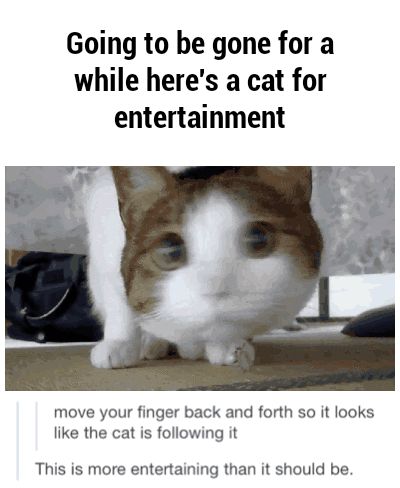 Going to be gone for a
while here's a cat for
entertainment
move your finger back and forth so it looks
like the cat is following it
This is more entertaining than it should be.